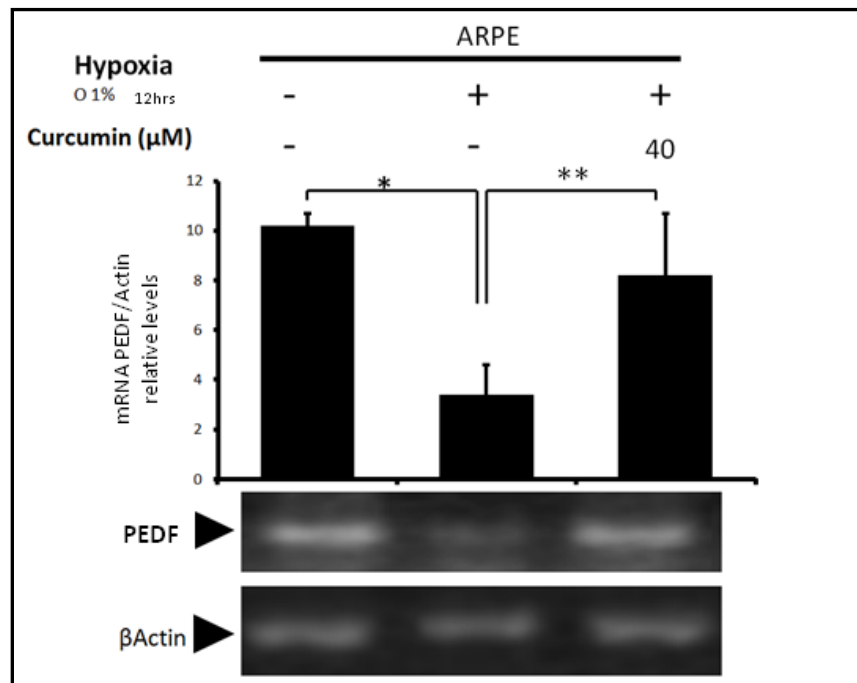 ARPE
Hypoxia
O 1% 12hrs - + +
Curcumin (µM) - - 40
* **
12
10
8
6
4
2
0
mRNA PEDF/Actin
relative levels
PEDF
βActin